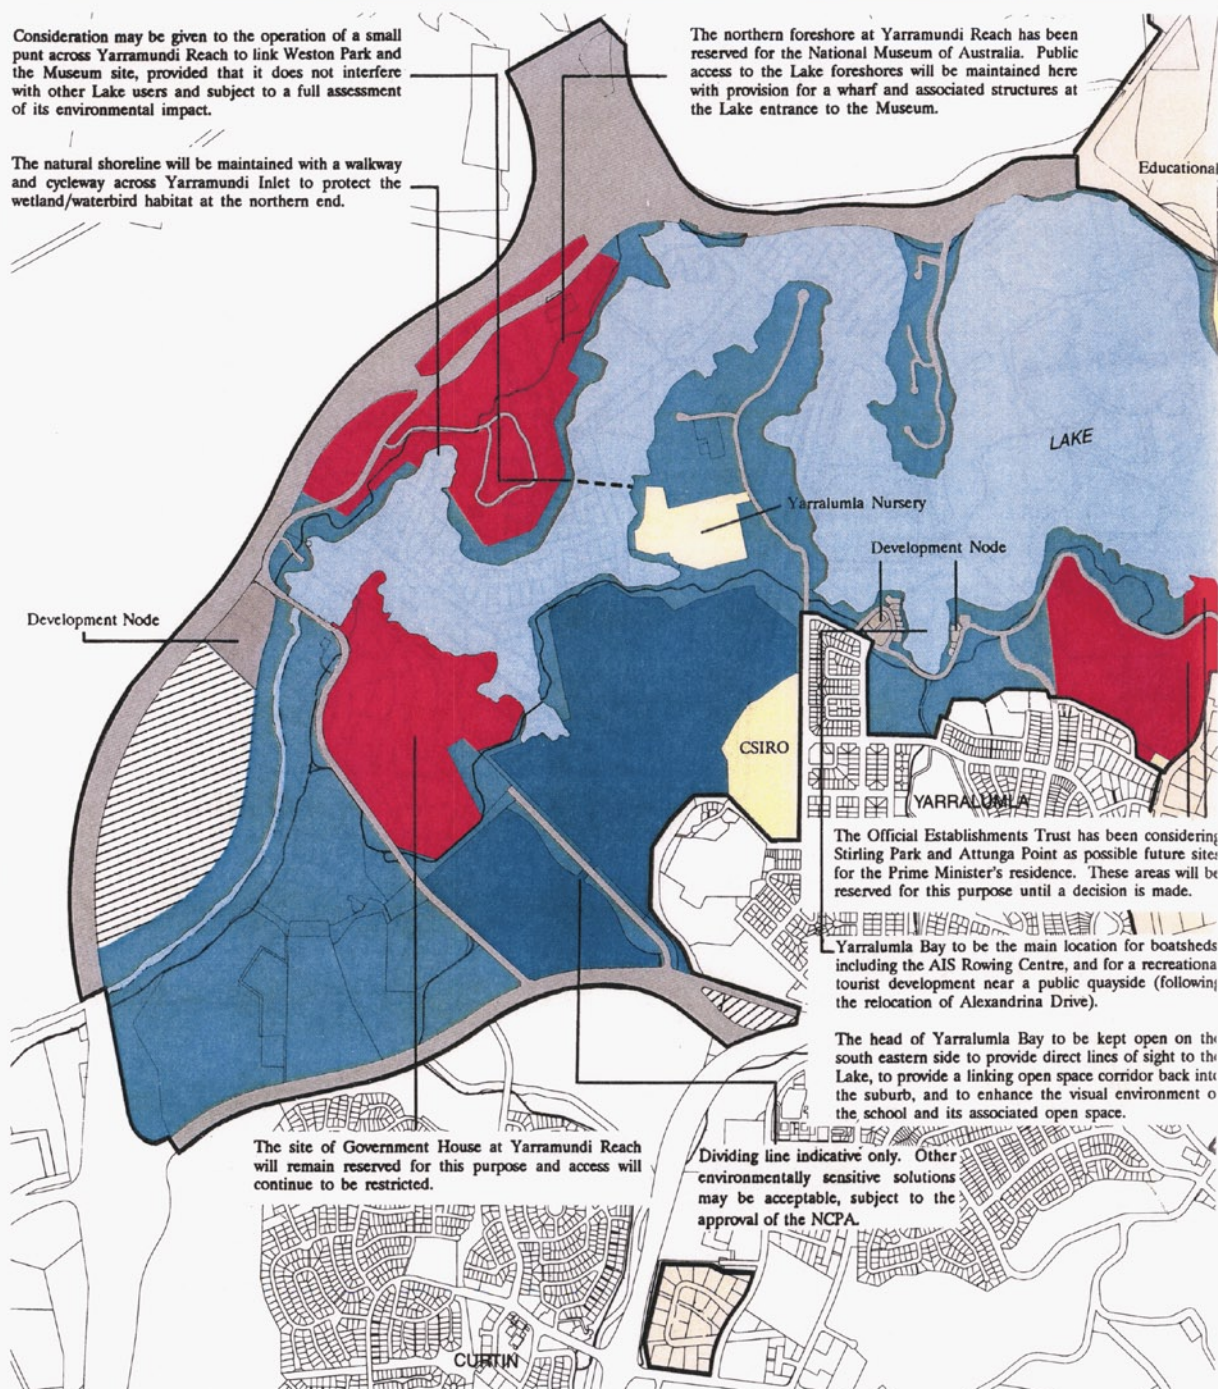 Consideration may be given to the operation of a small
punt across Yarramundi Reach to link Weston Park and
the Museum site, provided that it does not interfere
with other Lake users and subject to a full assessment
of its environmental impact.
The northern foreshore at Yarramundi Reach has been
reserved for the National Museum of Australia. Public
access to the Lake foreshores will be maintained here
with provision for a wharf and associated structures at
the Lake entrance to the Museum.
The natural shoreline will be maintained with a walkway
and cycleway across Yarramundi Inlet to protect the
wetland/waterbird habitat at the northern end.
Educational
LAKE
Yarralumla Nursery
Development Node
Development Node
CSIRO
YARRALUMLA
The Official Establishments Trust has been considering
Stirling Park and Attunga Point as possible future sites
for the Prime Minister's residence. These areas will be
reserved for this purpose until a decision is made.
Yarralumla Bay to be the main location for boatsheds
including the AIS Rowing Centre, and for a recreationa
tourist development near a public quayside (following
the relocation of Alexandrina Drive).
The head of Yarralumla Bay to be kept open on the
south eastern side to provide direct lines of sight to the
Lake, to provide a linking open space corridor back into
the suburb, and to enhance the visual environment o
the school and its associated open space.
The site of Government House at Yarramundi Reach
will remain reserved for this purpose and access will
continue to be restricted.
Dividing line indicative only. Other
environmentally sensitive solutions
may be acceptable, subject to the
approval of the NCPA.
CURTIN